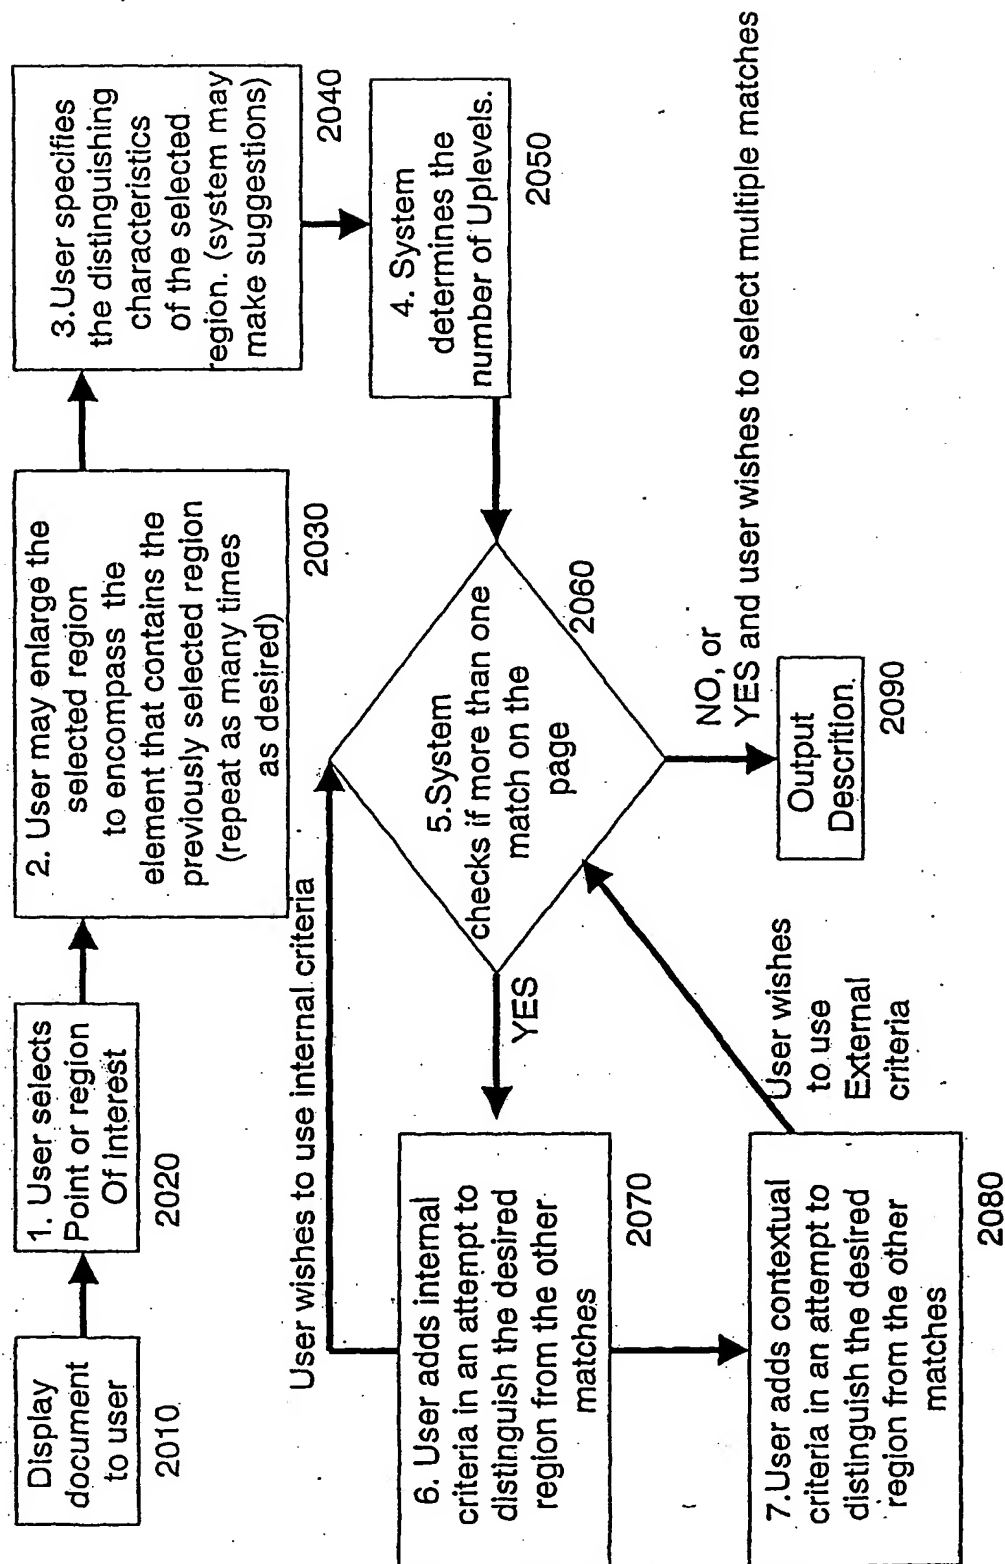 Display
document
to user
2010
1. User selects
Point or region
Of interest
2020
2. User may enlarge the
selected region
to encompass the
element that contains the
previously selected region
(repeat as many times
as desired)
2030
3.User specifies
the distinguishing
characteristics
of the selected
region. (system may
make suggestions)
2040
4. System
determines the
number of Uplevels.
2050
5.System
checks if more than one
match on the
page
2060
User wishes to use internal criteria
YES
6. User adds internal
criteria in an attempt to
distinguish the desired
region from the other
matches
2070
7.User adds contextual
criteria in an attempt to
distinguish the desired
region from the other
matches
2080
User wishes
to use
External
criteria
NO, or
YES and user wishes to select multiple matches
Output
Descrition.
2090